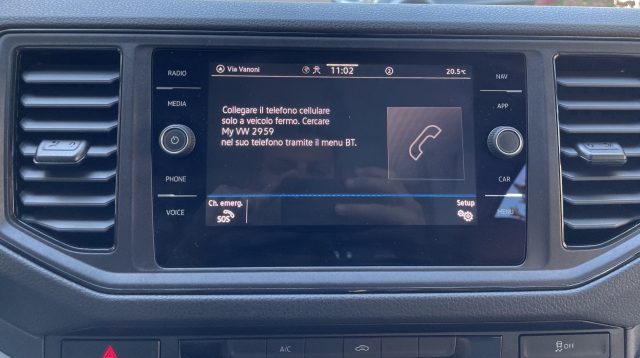 RADIO
Via Vanoni
11:02
2
20.5°C
NAV
MEDIA
APP
Collegare il telefono cellulare
solo a veicolo fermo. Cercare
My VW 2959
nel suo telefono tramite il menu BT.
PHONE
CAR
VOICE
MENU
Ch. emerg.
SOS
Setup
A/C
OFF